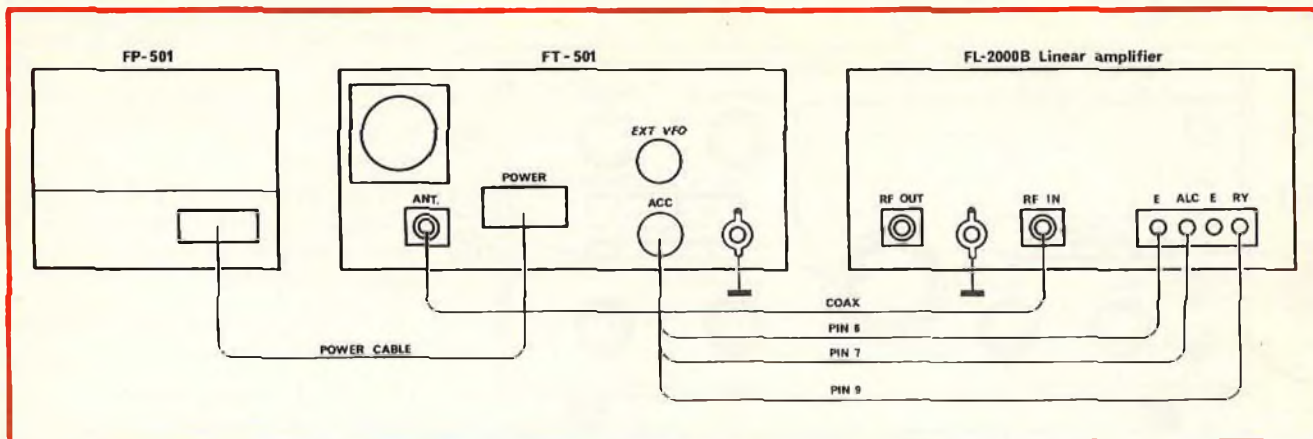 FP-501
FT-501
FL-2000B Linear amplifier
EXT VFO
POWER
ANT.
ACC
RF OUT
RF IN
E ALC E RY
COAX
PIN 6
PIN 7
PIN 9
POWER CABLE